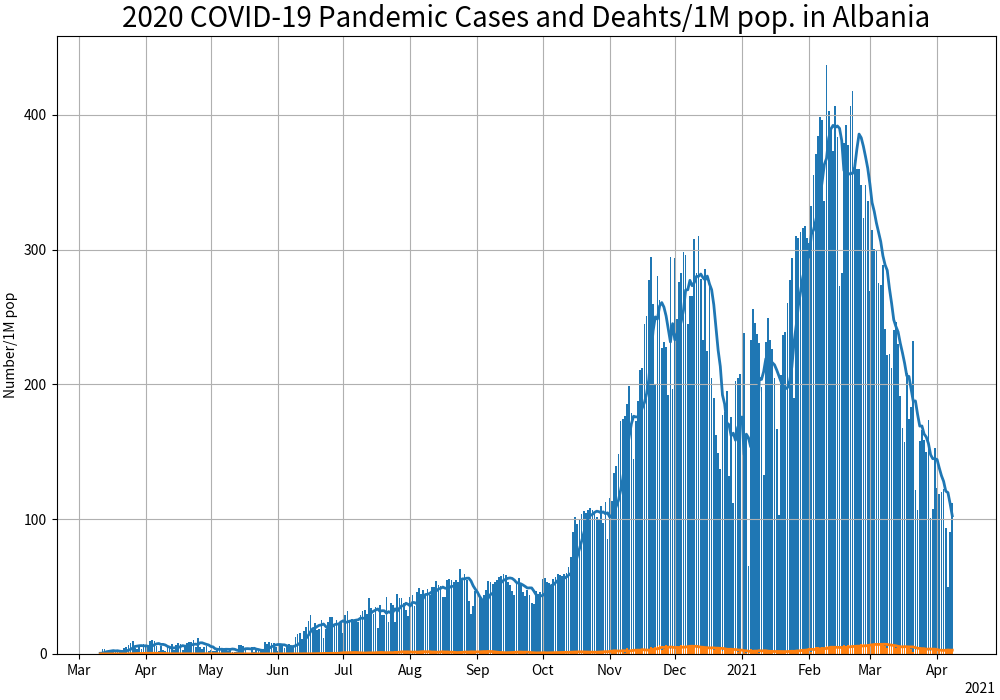 2020 COVID-19 Pandemic Cases and Deahts/1M pop. in Albania
Number/1M pop
400
300
200
100
0
Mar Apr May Jun Jul Aug Sep Oct Nov Dec 2021 Feb Mar Apr
2021